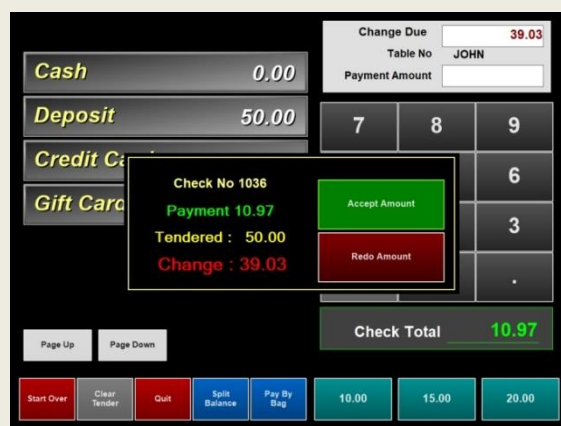 Change Due 39.03
Table No JOHN
Payment Amount
Cash 0.00
Deposit 50.00
Credit
Gift Card
7 8 9
6
3
.
Check No 1036
Payment 10.97
Tendered : 50.00
Change : 39.03
Accept Amount
Redo Amount
Check Total 10.97
Page Up
Page Down
Start Over
Clear
Tender
Quit
Split
Balance
Pay By
Bag
10.00
15.00
20.00